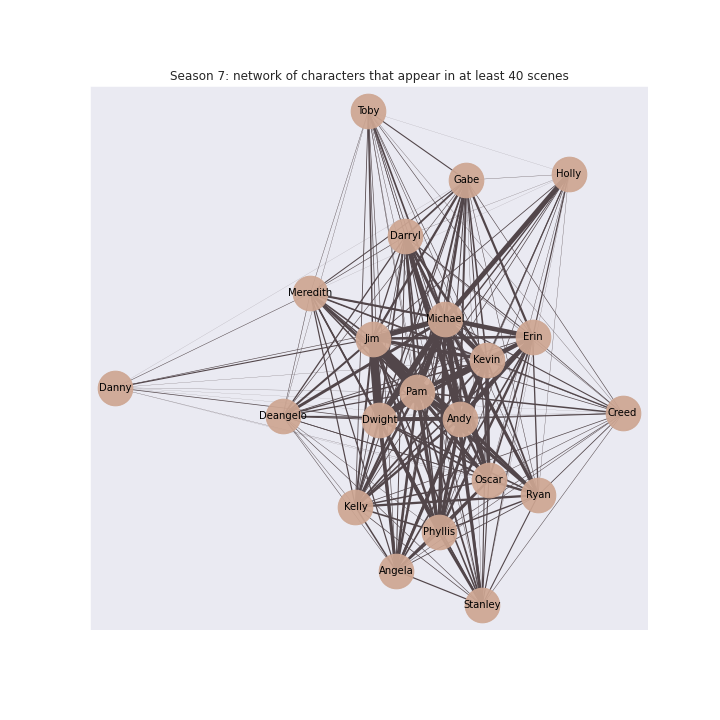 Season 7: network of characters that appear in at least 40 scenes
Toby
Gabe
Holly
Darryl
Meredith
Michael
Jim
Erin
Kevin
Danny
Pam
Deangelo
Dwight
Andy
Creed
Oscar
Ryan
Kelly
Phyllis
Angela
Stanley